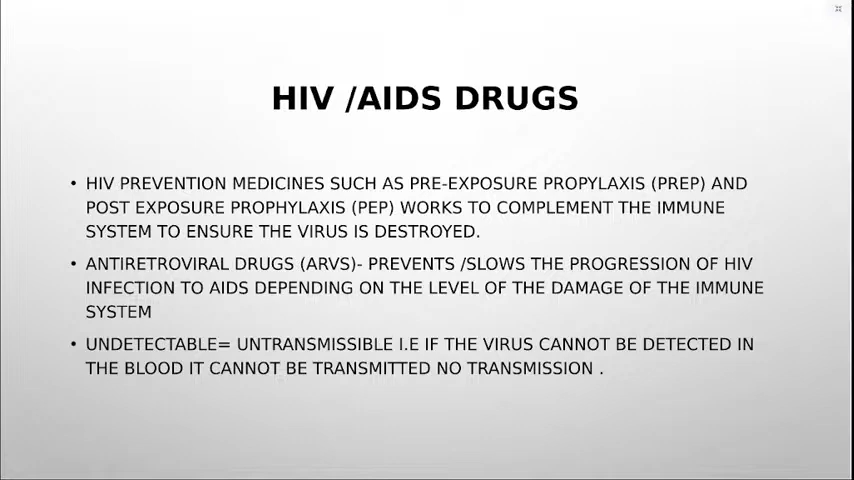 HIV /AIDS DRUGS
• HIV PREVENTION MEDICINES SUCH AS PRE-EXPOSURE PROPYLAXIS (PREP) AND
POST EXPOSURE PROPHYLAXIS (PEP) WORKS TO COMPLEMENT THE IMMUNE
SYSTEM TO ENSURE THE VIRUS IS DESTROYED.
• ANTIRETROVIRAL DRUGS (ARVS)- PREVENTS /SLOWS THE PROGRESSION OF HIV
INFECTION TO AIDS DEPENDING ON THE LEVEL OF THE DAMAGE OF THE IMMUNE
SYSTEM
• UNDETECTABLE= UNTRANSMISSIBLE I.E IF THE VIRUS CANNOT BE DETECTED IN
THE BLOOD IT CANNOT BE TRANSMITTED NO TRANSMISSION .